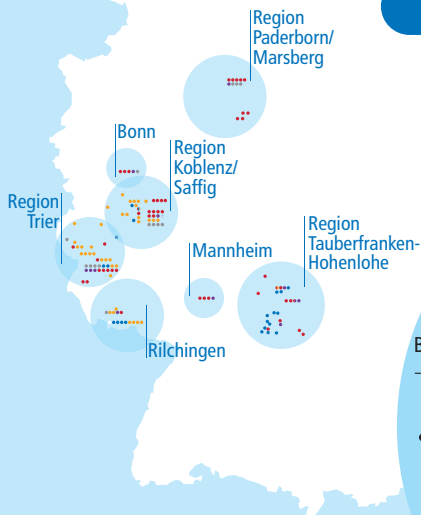 Region
Paderborn/
Marsberg
Bonn
Region
Koblenz/
Saffig
Region
Trier
Region
Tauberfranken-
Hohenlohe
Mannheim
Rilchingen
B